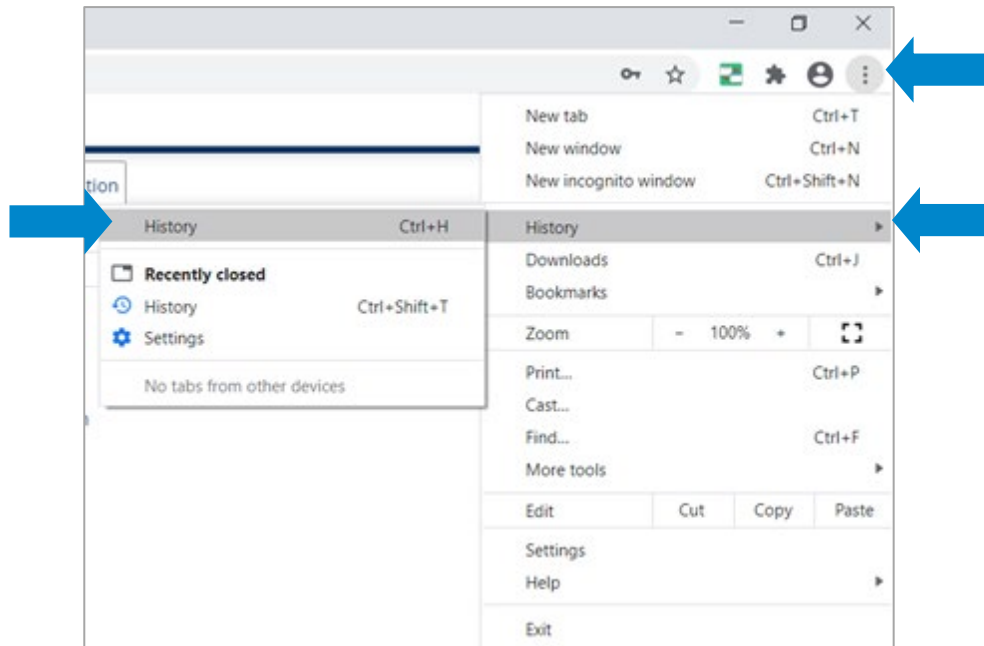 New tab Ctrl+T
New window Ctrl+N
New incognito window Ctrl+Shift+N
tion
History Ctrl+H
History
Recently closed
History Ctrl+Shift+T
Settings
No tabs from other devices
Downloads Ctrl+J
Bookmarks
Zoom - 100% +
Print... Ctrl+P
Cast...
Find... Ctrl+F
More tools
Edit Cut Copy Paste
Settings
Help
Exit